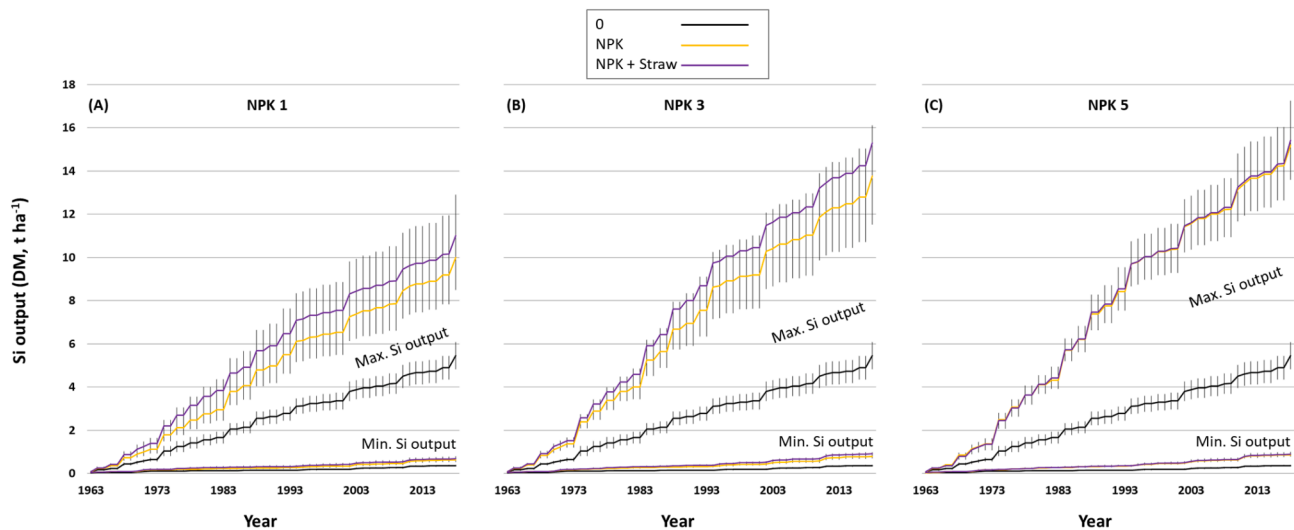 0
NPK
NPK + Straw
(A)
NPK 1
(B)
NPK 3
(C)
NPK 5
Si output (DM, t ha⁻¹)
18
16
14
12
10
8
6
4
2
0
Max. Si output
Min. Si output
Max. Si output
Min. Si output
Max. Si output
Min. Si output
1963
1973
1983
1993
2003
2013
1963
1973
1983
1993
2003
2013
1963
1973
1983
1993
2003
2013
Year
Year
Year